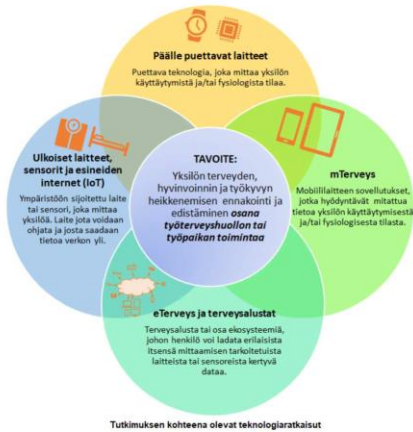 Päälle puettavat laitteet
Puettava teknologia, joka mittaa yksilön
käyttäytymistä ja/tai fysiologista tilaa.
Ulkoiset laitteet,
sensorit ja esineiden
internet (IoT)
Ympäristöön sijoitettu laite
tai sensori, joka mittaa
yksilöä. Laite jota voidaan
ohjata ja josta saadaan
tietoa verkon yli.
TAVOITE:
Yksilön terveyden,
hyvinvoinnin ja työkyvyn
heikkenemisen ennakointi ja
edistäminen osana
työterveyshuollon tai
työpaikan toimintaa
mTerveys
Mobiililaitteen sovellutukset,
jotka hyödyntävät mitattua
tietoa yksilön käyttäytymisestä
ja/tai fysiologisesta tilasta.
eTerveys ja terveysalustat
Terveysalusta tai osa ekosysteemiä,
johon henkilö voi ladata erilaisista
itsensä mittaamisen tarkoitetuista
laitteista tai sensoreista kertyvä
dataa.
Tutkimuksen kohteena olevat teknologiaratkaisut